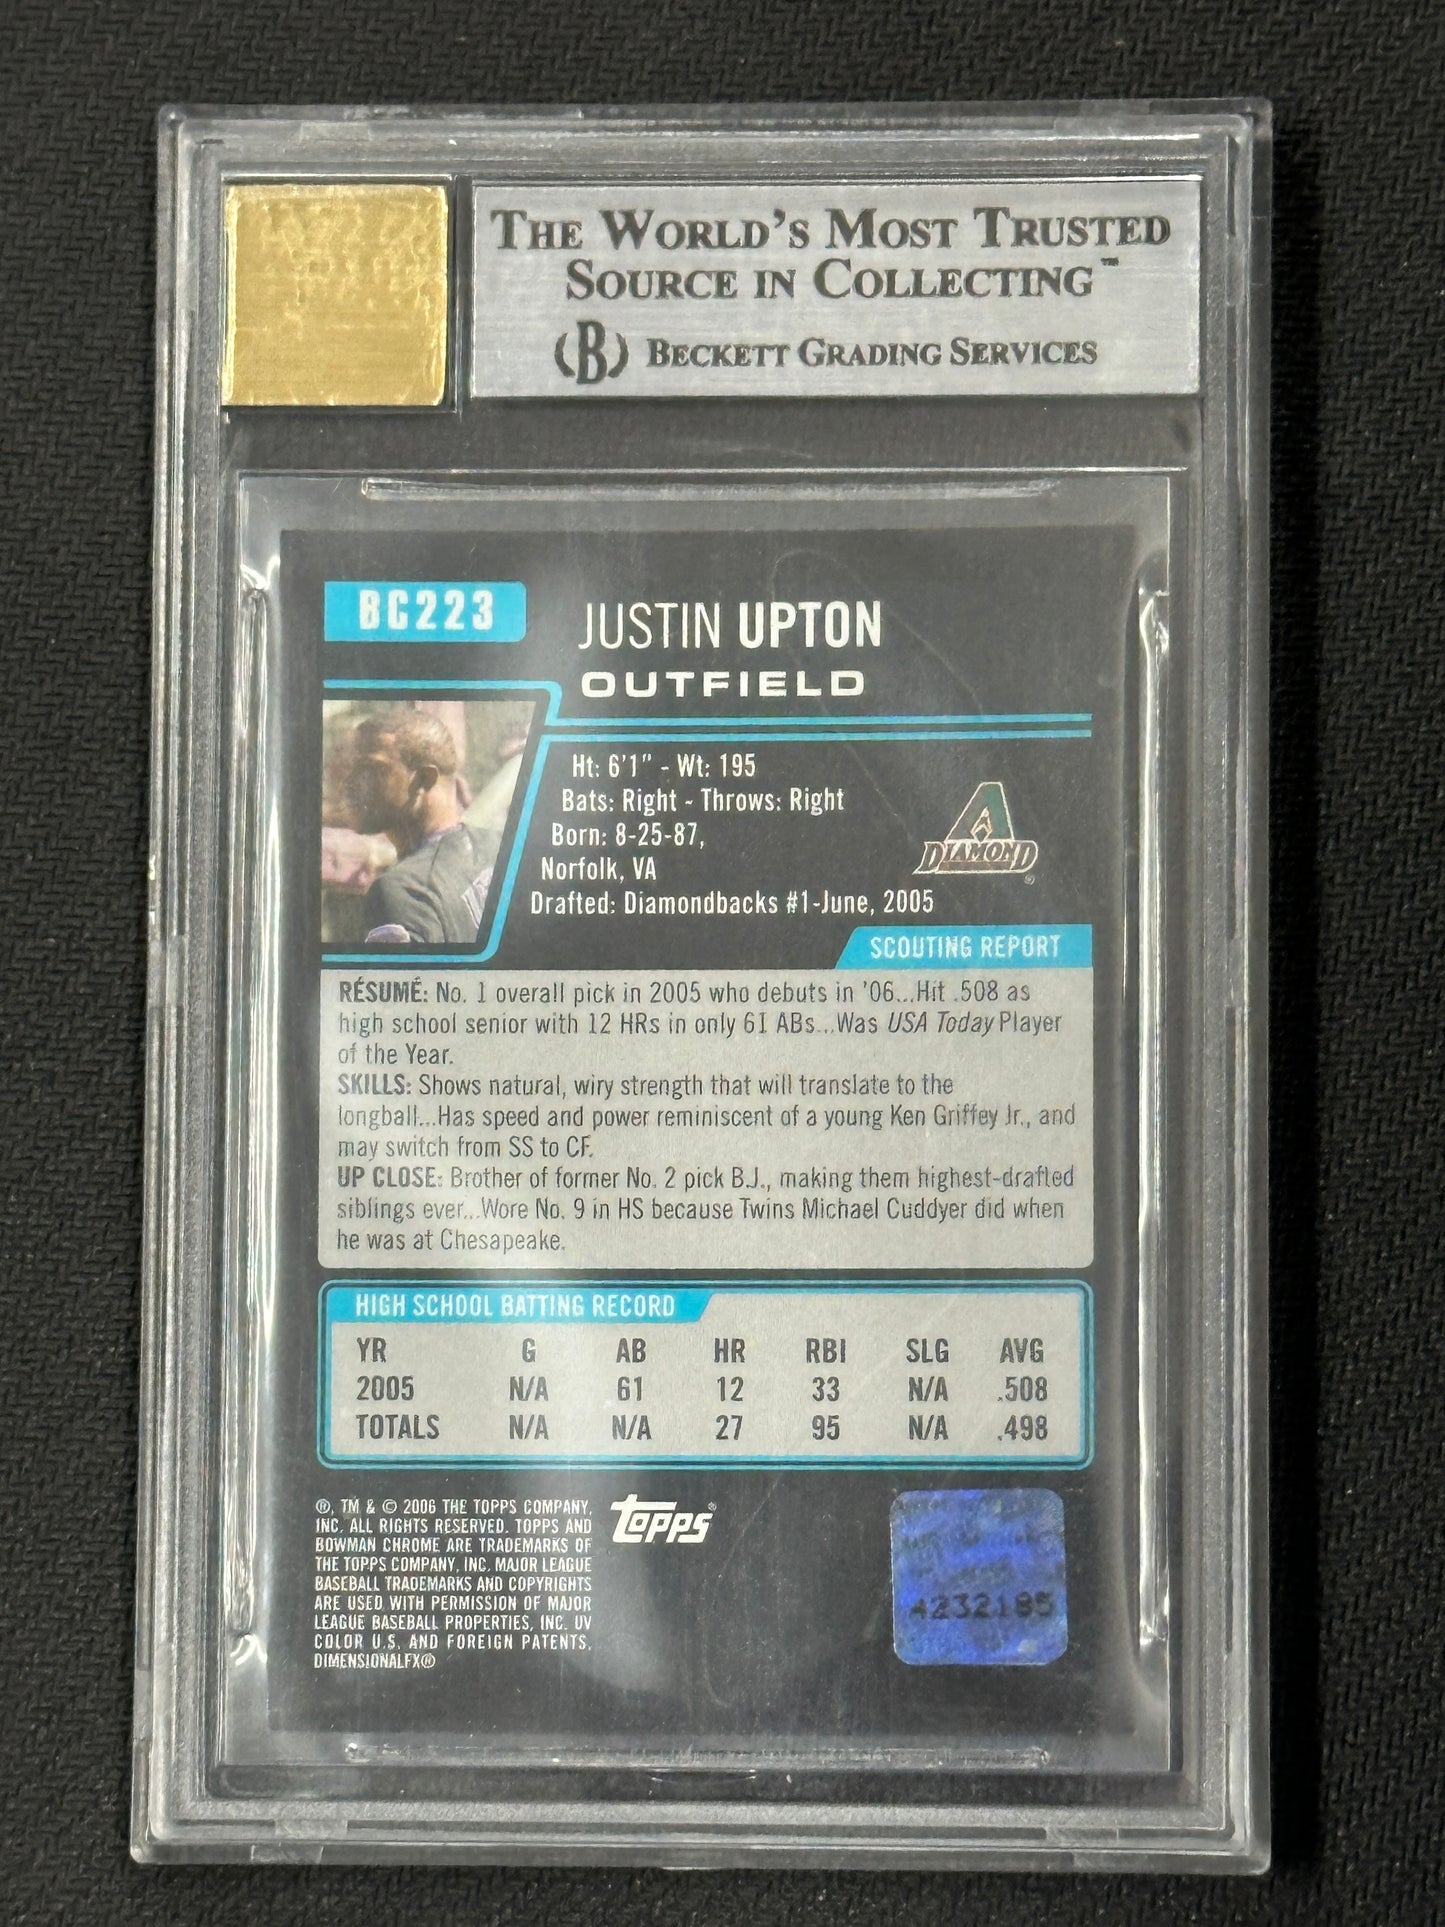 THE WORLD'S MOST TRUSTED
SOURCE IN COLLECTING™
(B) BECKETT GRADING SERVICES
BC223
JUSTIN UPTON
OUTFIELD
Ht: 6'1" - Wt: 195
Bats: Right - Throws: Right
Born: 8-25-87,
Norfolk, VA
Drafted: Diamondbacks #1-June, 2005
DIAMOND
®
SCOUTING REPORT
RÉSUMÉ: No. 1 overall pick in 2005 who debuts in '06...Hit .508 as
high school senior with 12 HRs in only 61 ABs...Was USA Today Player
of the Year.
SKILLS: Shows natural, wiry strength that will translate to the
longball...Has speed and power reminiscent of a young Ken Griffey Jr., and
may switch from SS to CF.
UP CLOSE: Brother of former No. 2 pick B.J., making them highest-drafted
siblings ever...Wore No. 9 in HS because Twins Michael Cuddyer did when
he was at Chesapeake.
HIGH SCHOOL BATTING RECORD
YR G AB HR RBI SLG AVG
2005 N/A 61 12 33 N/A .508
TOTALS N/A N/A 27 95 N/A .498
®, TM & © 2006 THE TOPPS COMPANY,
INC. ALL RIGHTS RESERVED. TOPPS AND
BOWMAN CHROME ARE TRADEMARKS OF
THE TOPPS COMPANY, INC. MAJOR LEAGUE
BASEBALL TRADEMARKS AND COPYRIGHTS
ARE USED WITH PERMISSION OF MAJOR
LEAGUE BASEBALL PROPERTIES, INC. UV
COLOR U.S. AND FOREIGN PATENTS.
DIMENSIONALFX®
Topps®
A232185